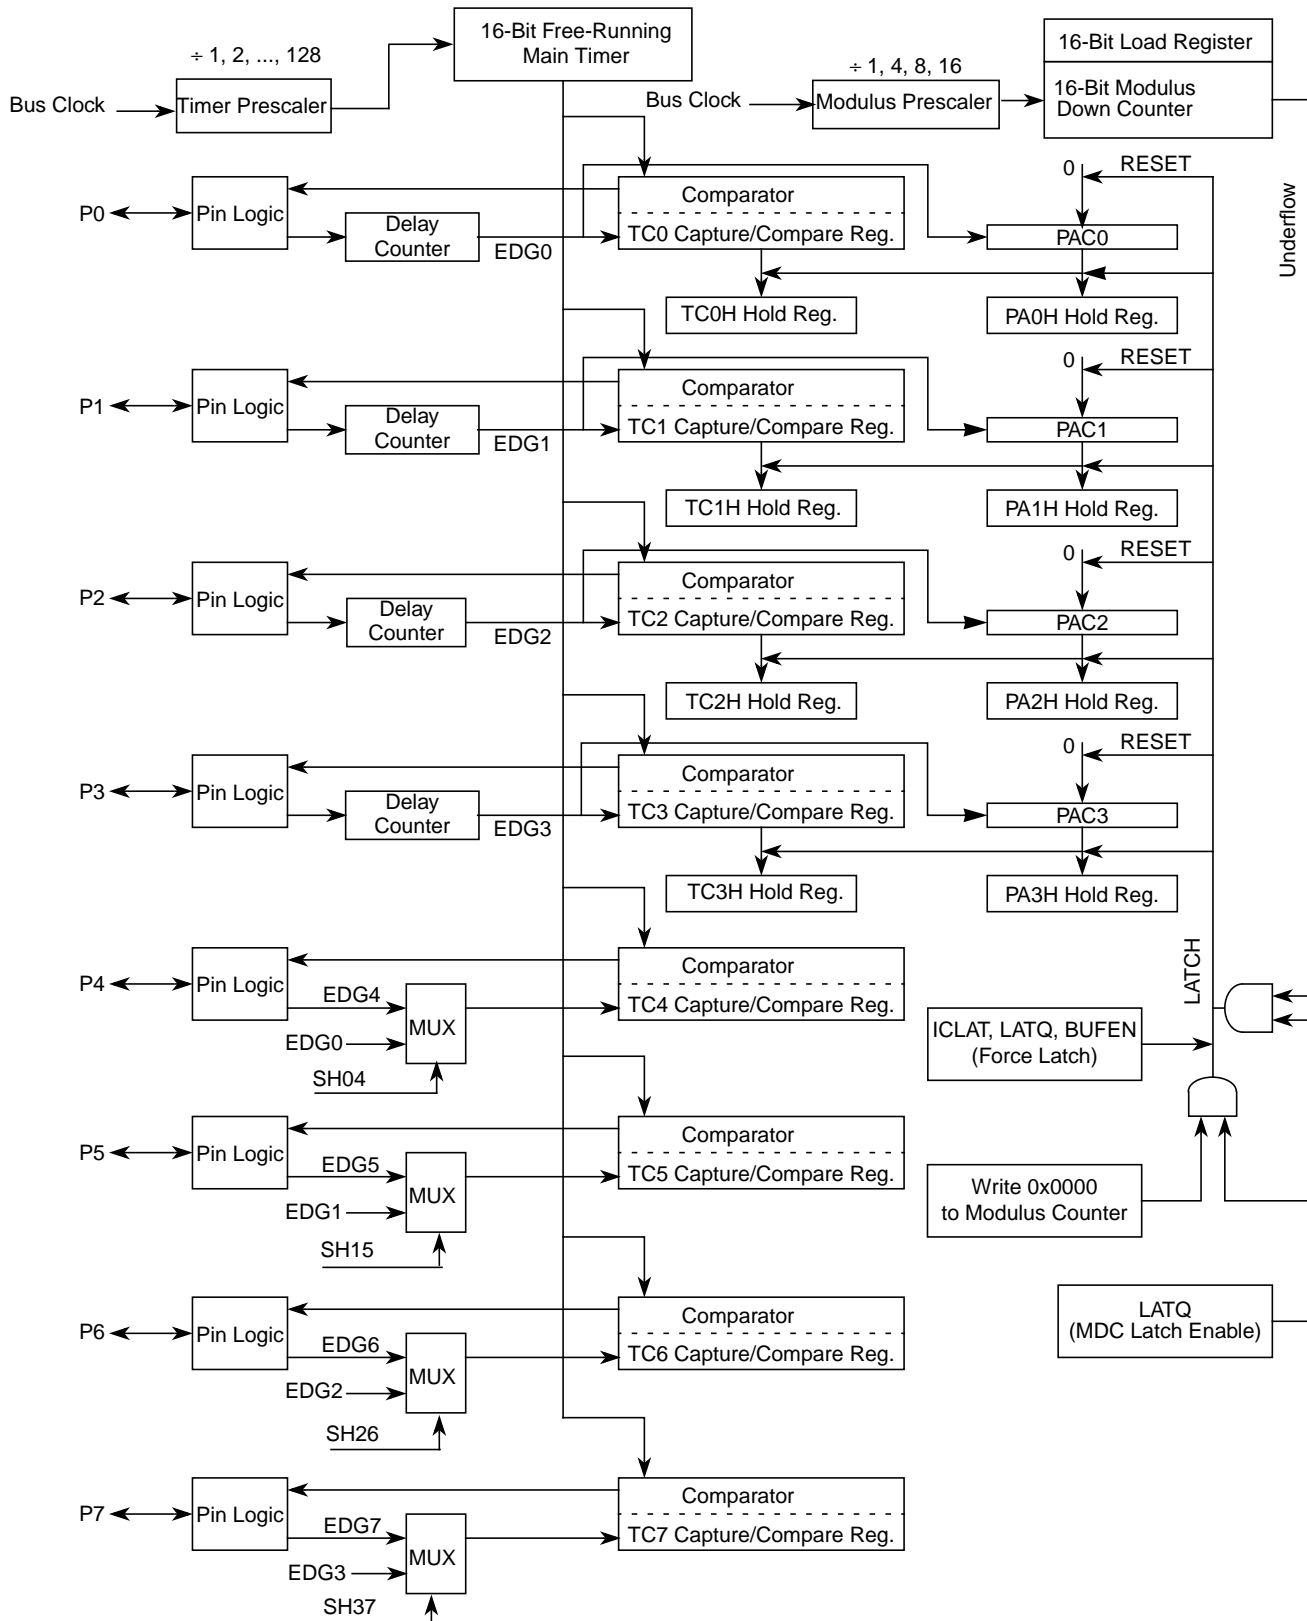 16-Bit Free-Running
Main Timer
÷ 1, 2, ..., 128
Bus Clock
Timer Prescaler
÷ 1, 4, 8, 16
Bus Clock
Modulus Prescaler
16-Bit Load Register
16-Bit Modulus
Down Counter
Underflow
P0
Pin Logic
Delay
Counter
EDG0
Comparator
TC0 Capture/Compare Reg.
0
RESET
PAC0
TC0H Hold Reg.
PA0H Hold Reg.
P1
Pin Logic
Delay
Counter
EDG1
Comparator
TC1 Capture/Compare Reg.
0
RESET
PAC1
TC1H Hold Reg.
PA1H Hold Reg.
P2
Pin Logic
Delay
Counter
EDG2
Comparator
TC2 Capture/Compare Reg.
0
RESET
PAC2
TC2H Hold Reg.
PA2H Hold Reg.
P3
Pin Logic
Delay
Counter
EDG3
Comparator
TC3 Capture/Compare Reg.
0
RESET
PAC3
TC3H Hold Reg.
PA3H Hold Reg.
P4
Pin Logic
EDG4
EDG0
MUX
SH04
Comparator
TC4 Capture/Compare Reg.
LATCH
ICLAT, LATQ, BUFEN
(Force Latch)
P5
Pin Logic
EDG5
EDG1
MUX
SH15
Comparator
TC5 Capture/Compare Reg.
Write 0x0000
to Modulus Counter
P6
Pin Logic
EDG6
EDG2
MUX
SH26
Comparator
TC6 Capture/Compare Reg.
LATQ
(MDC Latch Enable)
P7
Pin Logic
EDG7
EDG3
MUX
SH37
Comparator
TC7 Capture/Compare Reg.